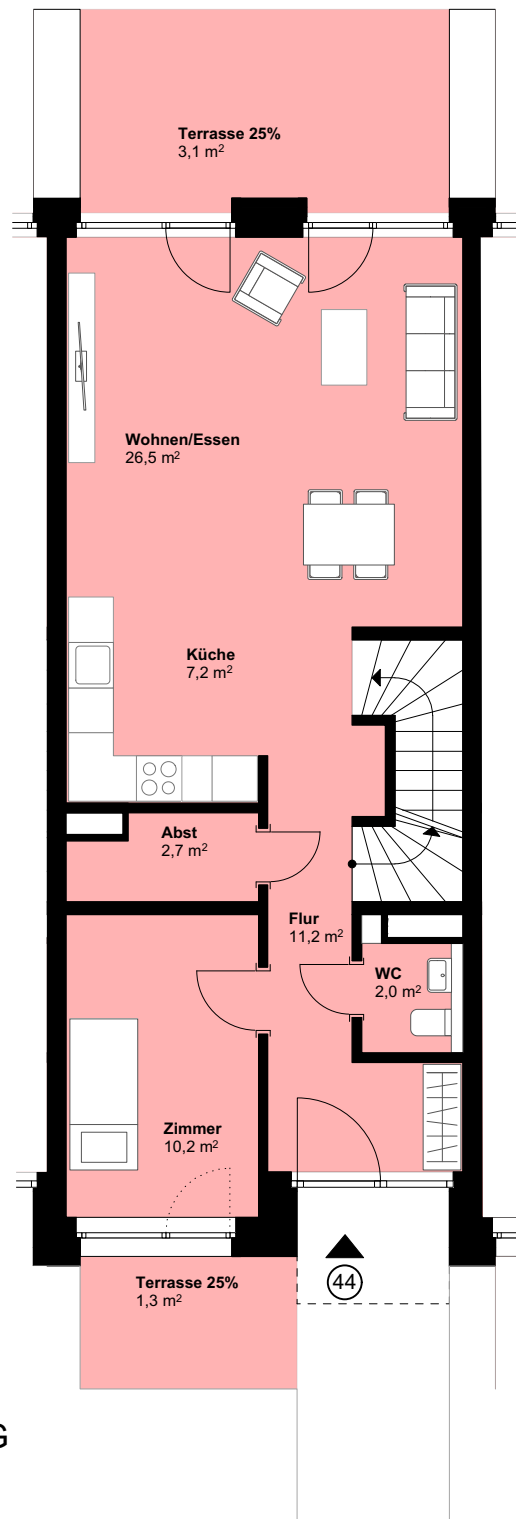 Terrasse 25%
3,1 m²
Wohnen/Essen
26,5 m²
Küche
7,2 m²
Abst
2,7 m²
Flur
11,2 m²
WC
2,0 m²
Zimmer
10,2 m²
Terrasse 25%
1,3 m²
44
G